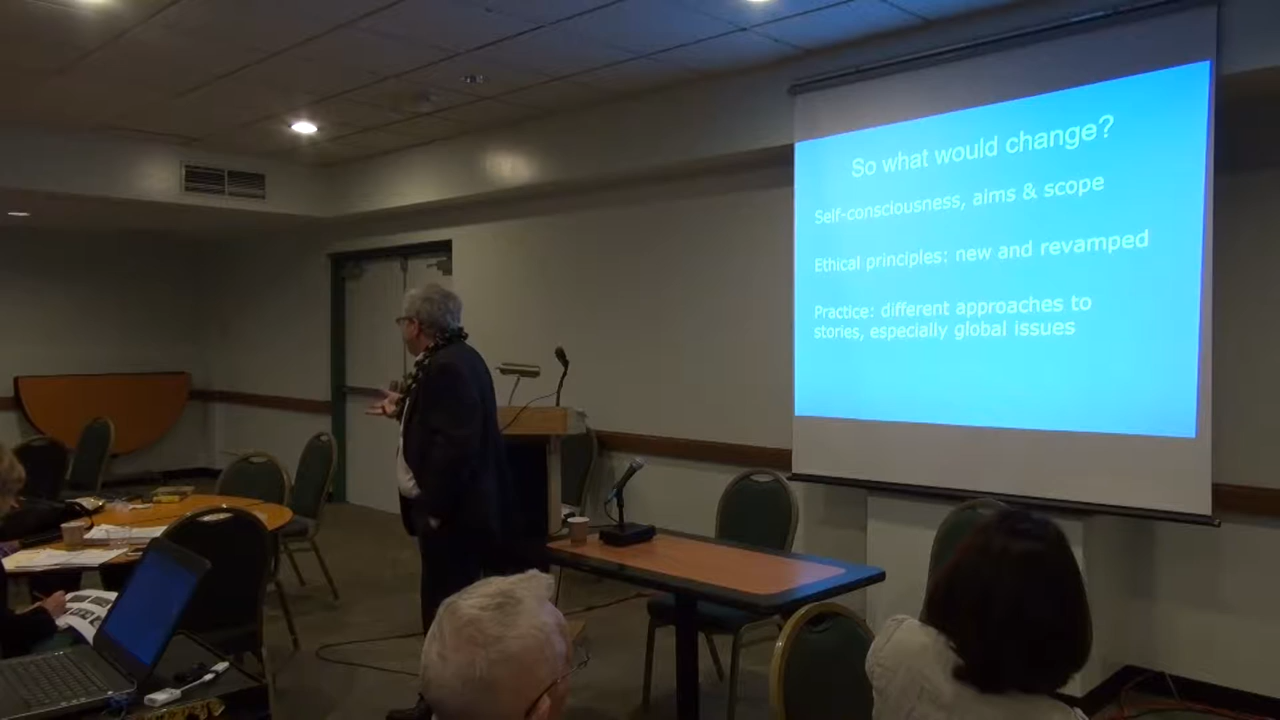 So what would change?
Self-consciousness, aims & scope
Ethical principles: new and revamped
Practice: different approaches to
stories, especially global issues